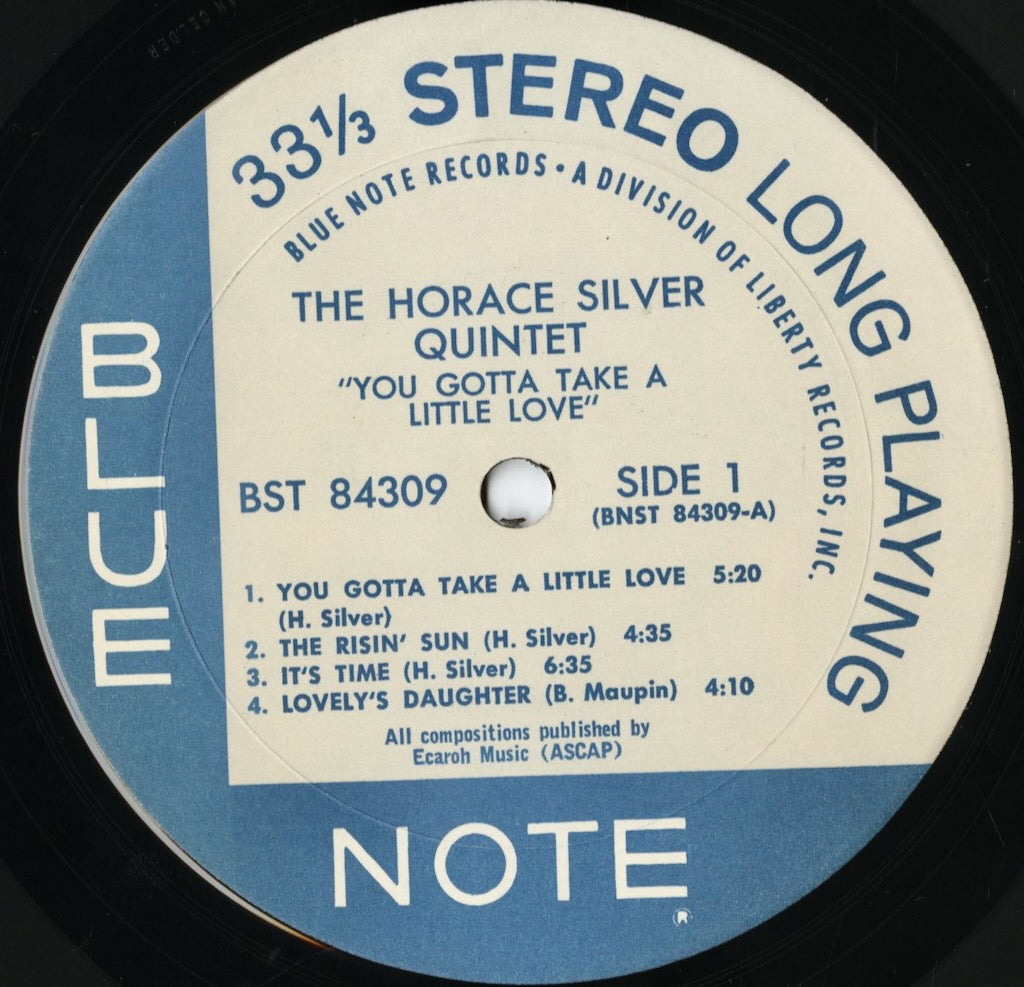 33 1/3 STEREO LONG PLAYING
BLUE NOTE RECORDS • A DIVISION OF LIBERTY RECORDS, INC.
THE HORACE SILVER
QUINTET
"YOU GOTTA TAKE A
LITTLE LOVE"
BST 84309
SIDE 1
(BNST 84309-A)
1. YOU GOTTA TAKE A LITTLE LOVE 5:20
(H. Silver)
2. THE RISIN' SUN (H. Silver) 4:35
3. IT'S TIME (H. Silver) 6:35
4. LOVELY'S DAUGHTER (B. Maupin) 4:10
All compositions published by
Ecaroh Music (ASCAP)
BLUE
NOTE